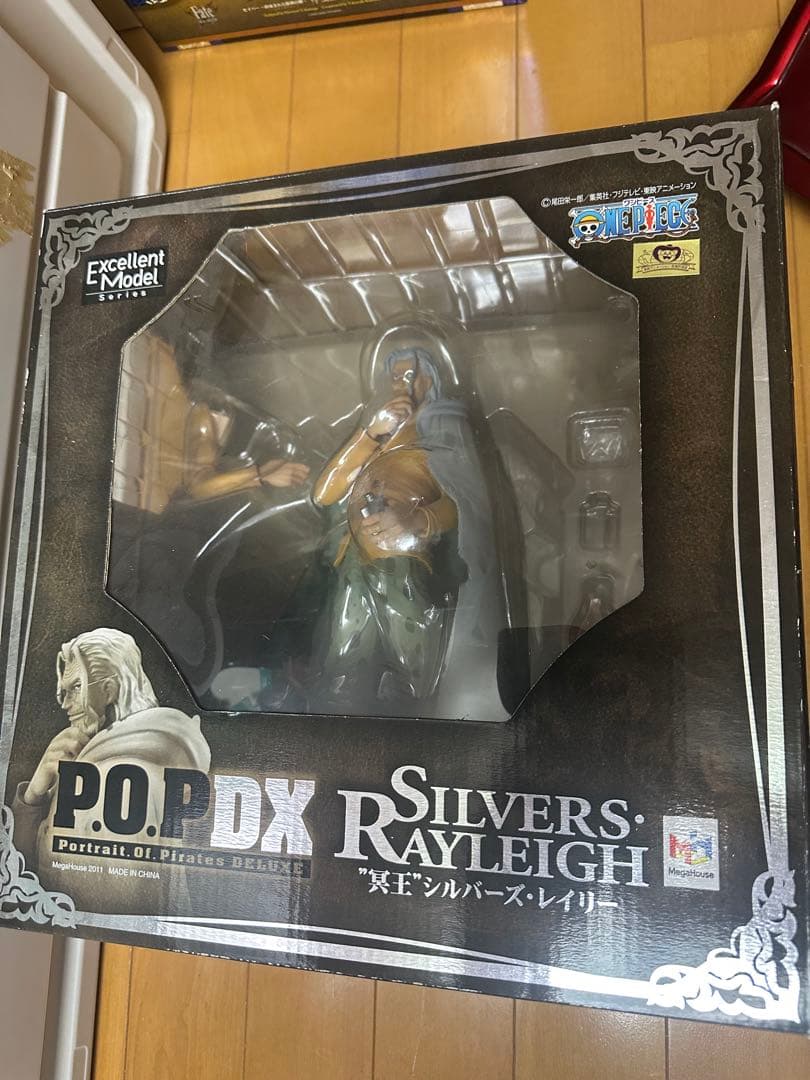 Fate
©尾田栄一郎/集英社・フジテレビ・東映アニメーション
ワンピース
ONE PIECE
Excellent
Model
Series
P.O.P DX
Portrait.Of.Pirates DELUXE
MegaHouse 2011 MADE IN CHINA
SILVERS・
RAYLEIGH
"冥王"シルバーズ・レイリー
MegaHouse